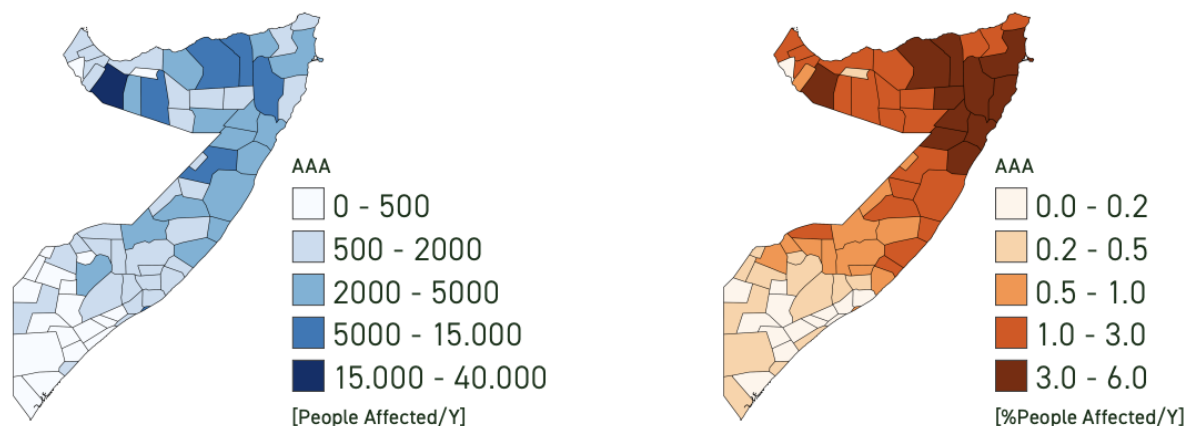 AAA
0 - 500
500 - 2000
2000 - 5000
5000 - 15.000
15.000 - 40.000
[People Affected/Y]
AAA
0.0 - 0.2
0.2 - 0.5
0.5 - 1.0
1.0 - 3.0
3.0 - 6.0
[%People Affected/Y]